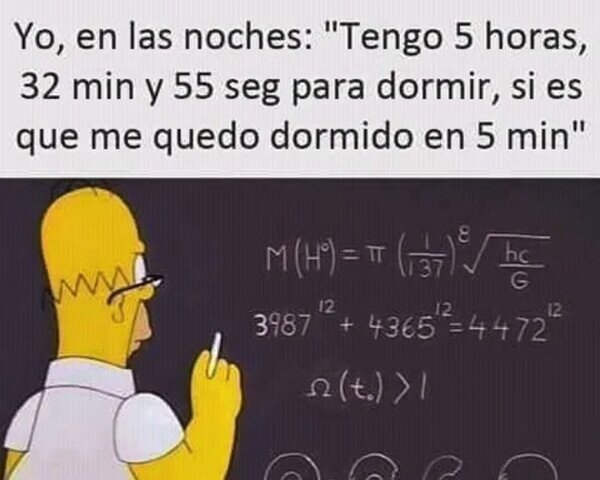 Yo, en las noches: "Tengo 5 horas,
32 min y 55 seg para dormir, si es
que me quedo dormido en 5 min"
M(H⁰) = π (1/137)⁸ √(hc/G)
3987¹² + 4365¹² = 4472¹²
Ω(t₀) > 1